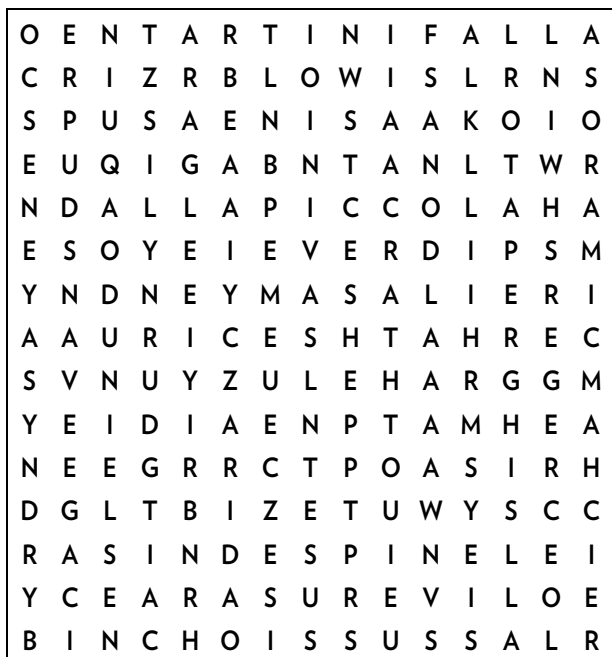 O E N T A R T I N I F A L L A
C R I Z R B L O W I S L R N S
S P U S A E N I S A A K O I O
E U Q I G A B N T A N L T W R
N D A L L A P I C C O L A H A
E S O Y E I E V E R D I P S M
Y N D N E Y M A S A L I E R I
A A U R I C E S H T A H R E C
S V N U Y Z U L E H A R G G M
Y E I D I A E N P T A M H E A
N E E G R R C T P O A S I R H
D G L T B I Z E T U W Y S C C
R A S I N D E S P I N E L E I
Y C E A R A S U R E V I L O E
B I N C H O I S S U S S A L R